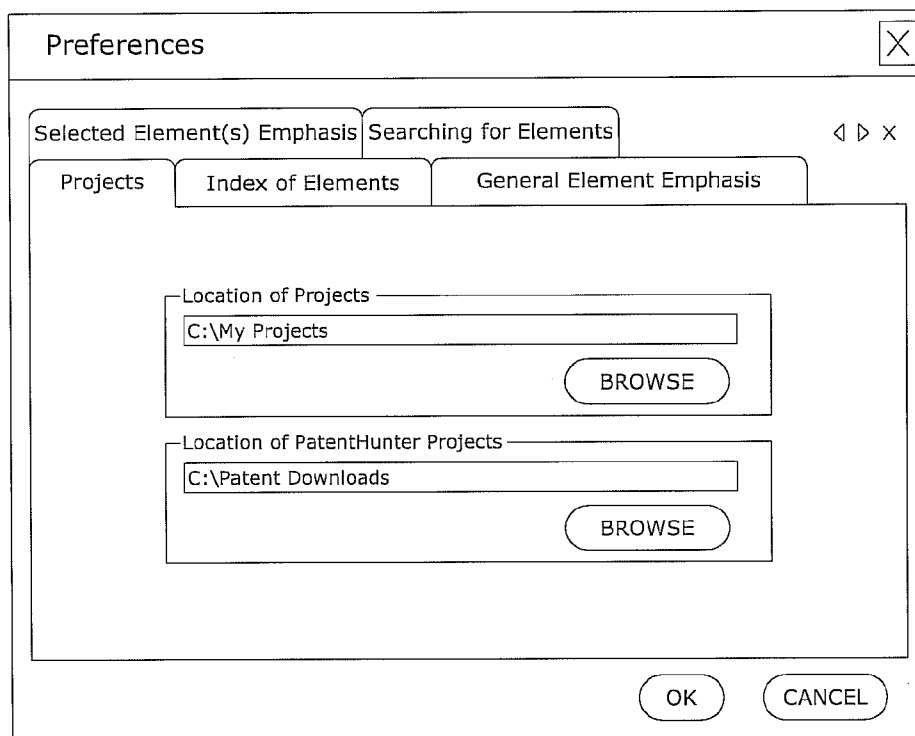 Preferences X
Selected Element(s) Emphasis Searching for Elements X
Projects Index of Elements General Element Emphasis
Location of Projects
C:\My Projects
BROWSE
Location of PatentHunter Projects
C:\Patent Downloads
BROWSE
OK CANCEL